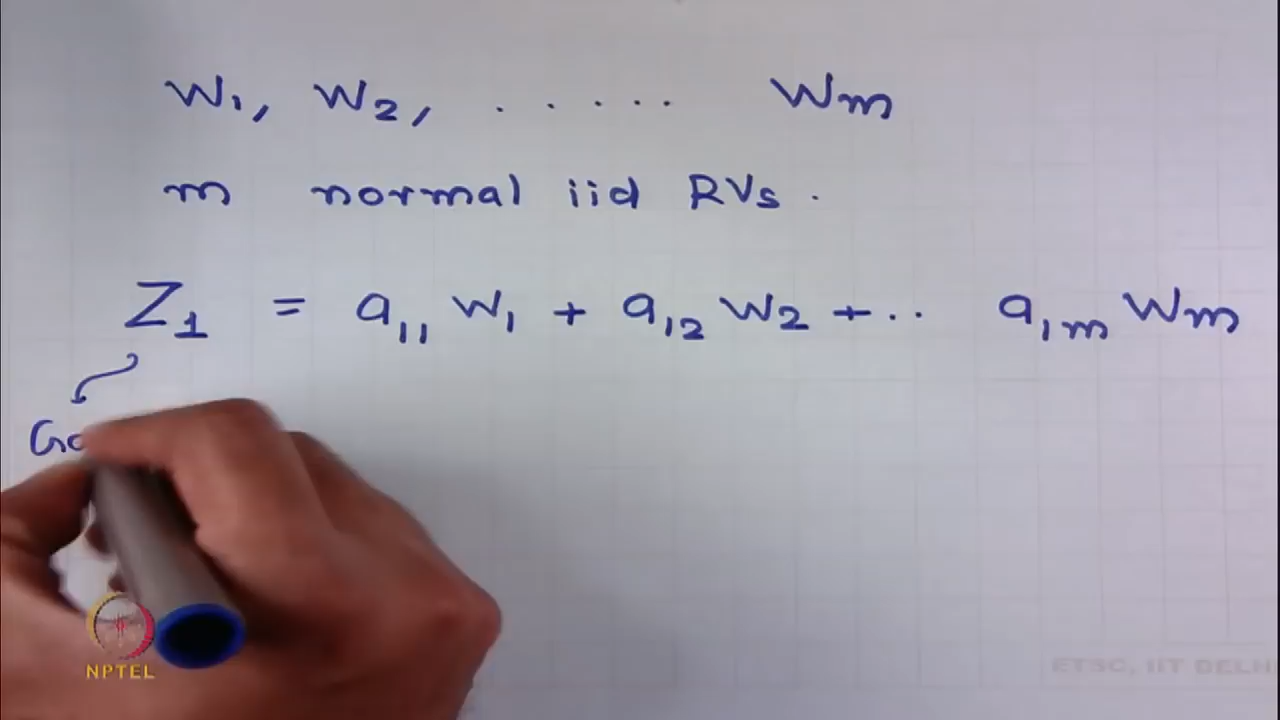 W₁, W₂, ..... Wm
m normal iid RVs.
Z₁ = a₁₁ W₁ + a₁₂ W₂ + .. a₁m Wm
NPTEL